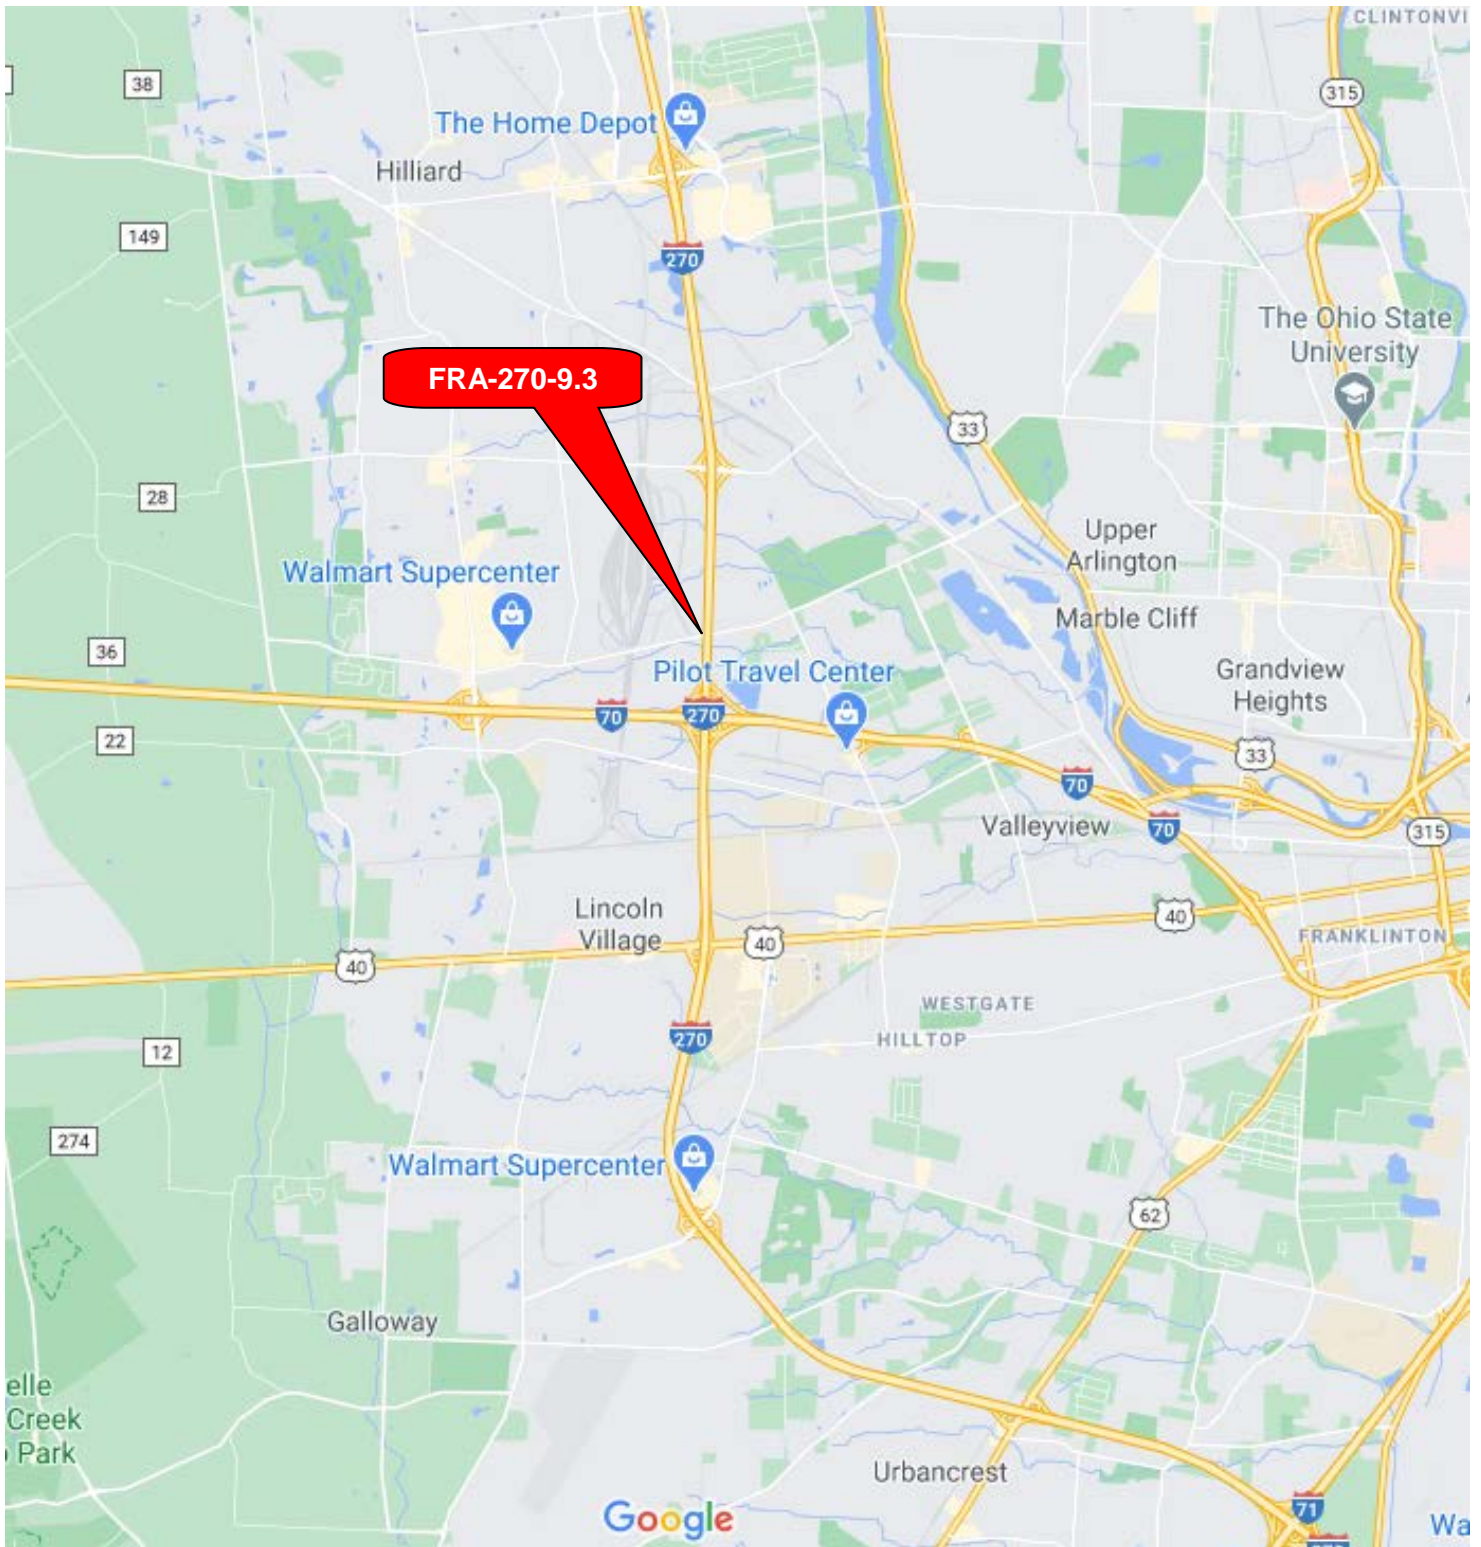 CLINTONVI
38
315
The Home Depot
Hilliard
149
270
The Ohio State
University
FRA-270-9.3
33
28
Upper
Arlington
Walmart Supercenter
Marble Cliff
36
Pilot Travel Center
Grandview
Heights
70
270
22
33
70
Valleyview
70
315
Lincoln
Village
40
40
FRANKLINTON
40
WESTGATE
HILLTOP
270
12
274
Walmart Supercenter
62
Galloway
elle
Creek
Park
Urbancrest
Google
71
Wa
270